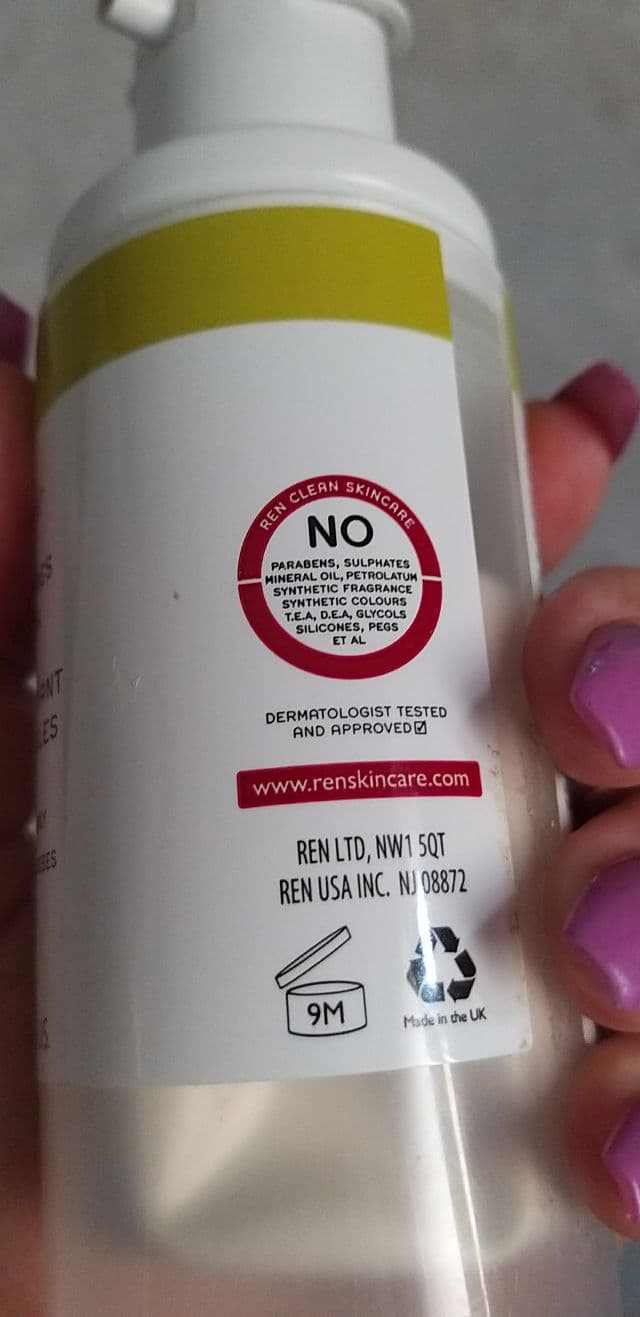 REN CLEAN SKINCARE
NO
PARABENS, SULPHATES
MINERAL OIL, PETROLATUM
SYNTHETIC FRAGRANCE
SYNTHETIC COLOURS
T.E.A, D.E.A, GLYCOLS
SILICONES, PEGS
ET AL
DERMATOLOGIST TESTED
AND APPROVED
www.renskincare.com
REN LTD, NW1 5QT
REN USA INC. NJ 08872
9M
Made in the UK